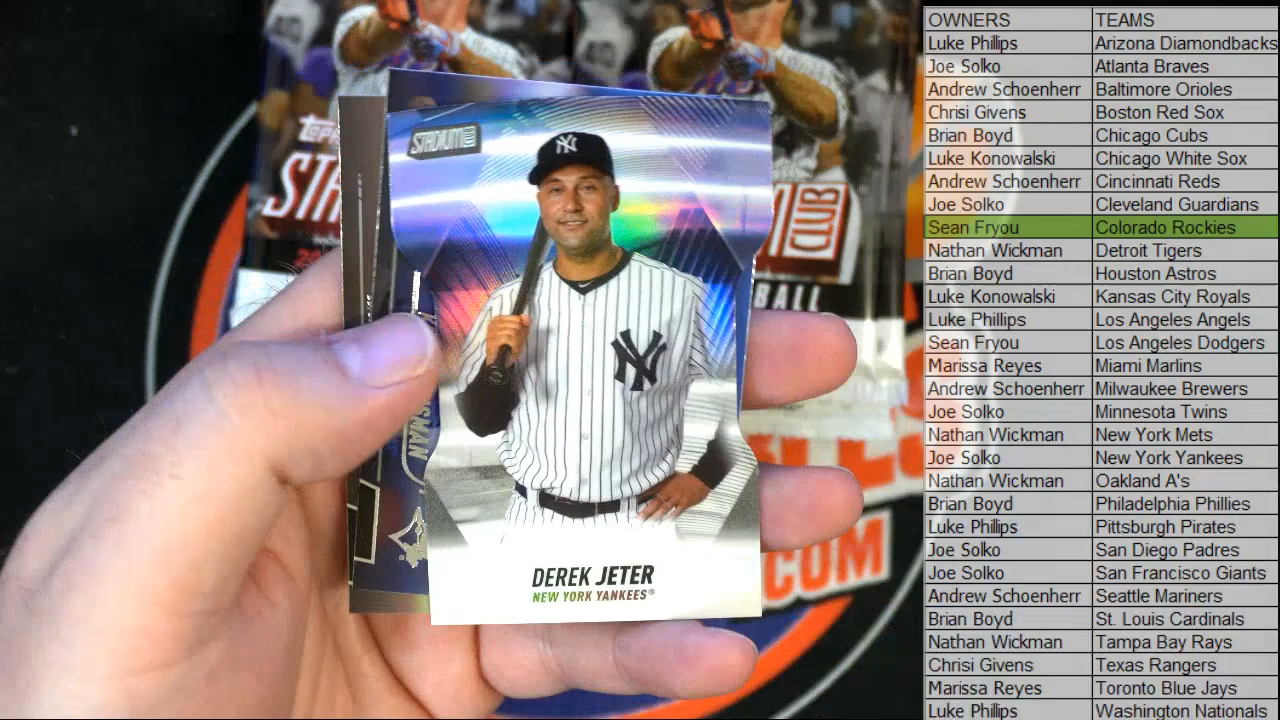 STADIUM
DEREK JETER
NEW YORK YANKEES®
Topps
CLUB
BALL
COM
OWNERS TEAMS
Luke Phillps Arizona Diamondbacks
Joe Solko Atlanta Braves
Andrew Schoenherr Baltimore Orioles
Chrisi Givens Boston Red Sox
Brian Boyd Chicago Cubs
Luke Konowalski Chicago White Sox
Andrew Schoenherr Cincinnati Reds
Joe Solko Cleveland Guardians
Sean Fryou Colorado Rockies
Nathan Wickman Detroit Tigers
Brian Boyd Houston Astros
Luke Konowalski Kansas City Royals
Luke Phillips Los Angeles Angels
Sean Fryou Los Angeles Dodgers
Marissa Reyes Miami Marlins
Andrew Schoenherr Milwaukee Brewers
Joe Solko Minnesota Twins
Nathan Wickman New York Mets
Joe Solko New York Yankees
Nathan Wickman Oakland A's
Brian Boyd Philadelphia Phillies
Luke Phillps Pittsburgh Pirates
Joe Solko San Diego Padres
Joe Solko San Francisco Giants
Andrew Schoenherr Seattle Mariners
Brian Boyd St. Louis Cardinals
Nathan Wickman Tampa Bay Rays
Chrisi Givens Texas Rangers
Marissa Reyes Toronto Blue Jays
Luke Phillps Washington Nationals